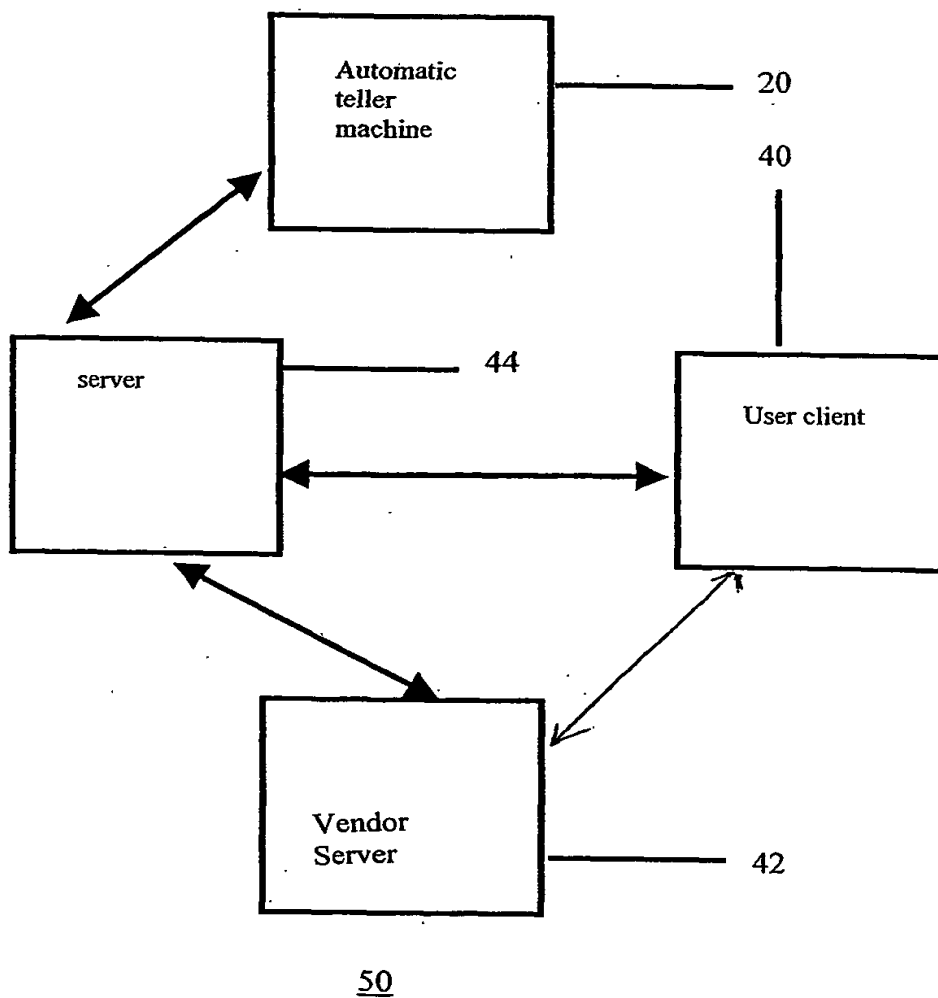 Automatic
teller
machine
20
40
server
44
User client
Vendor
Server
42
50